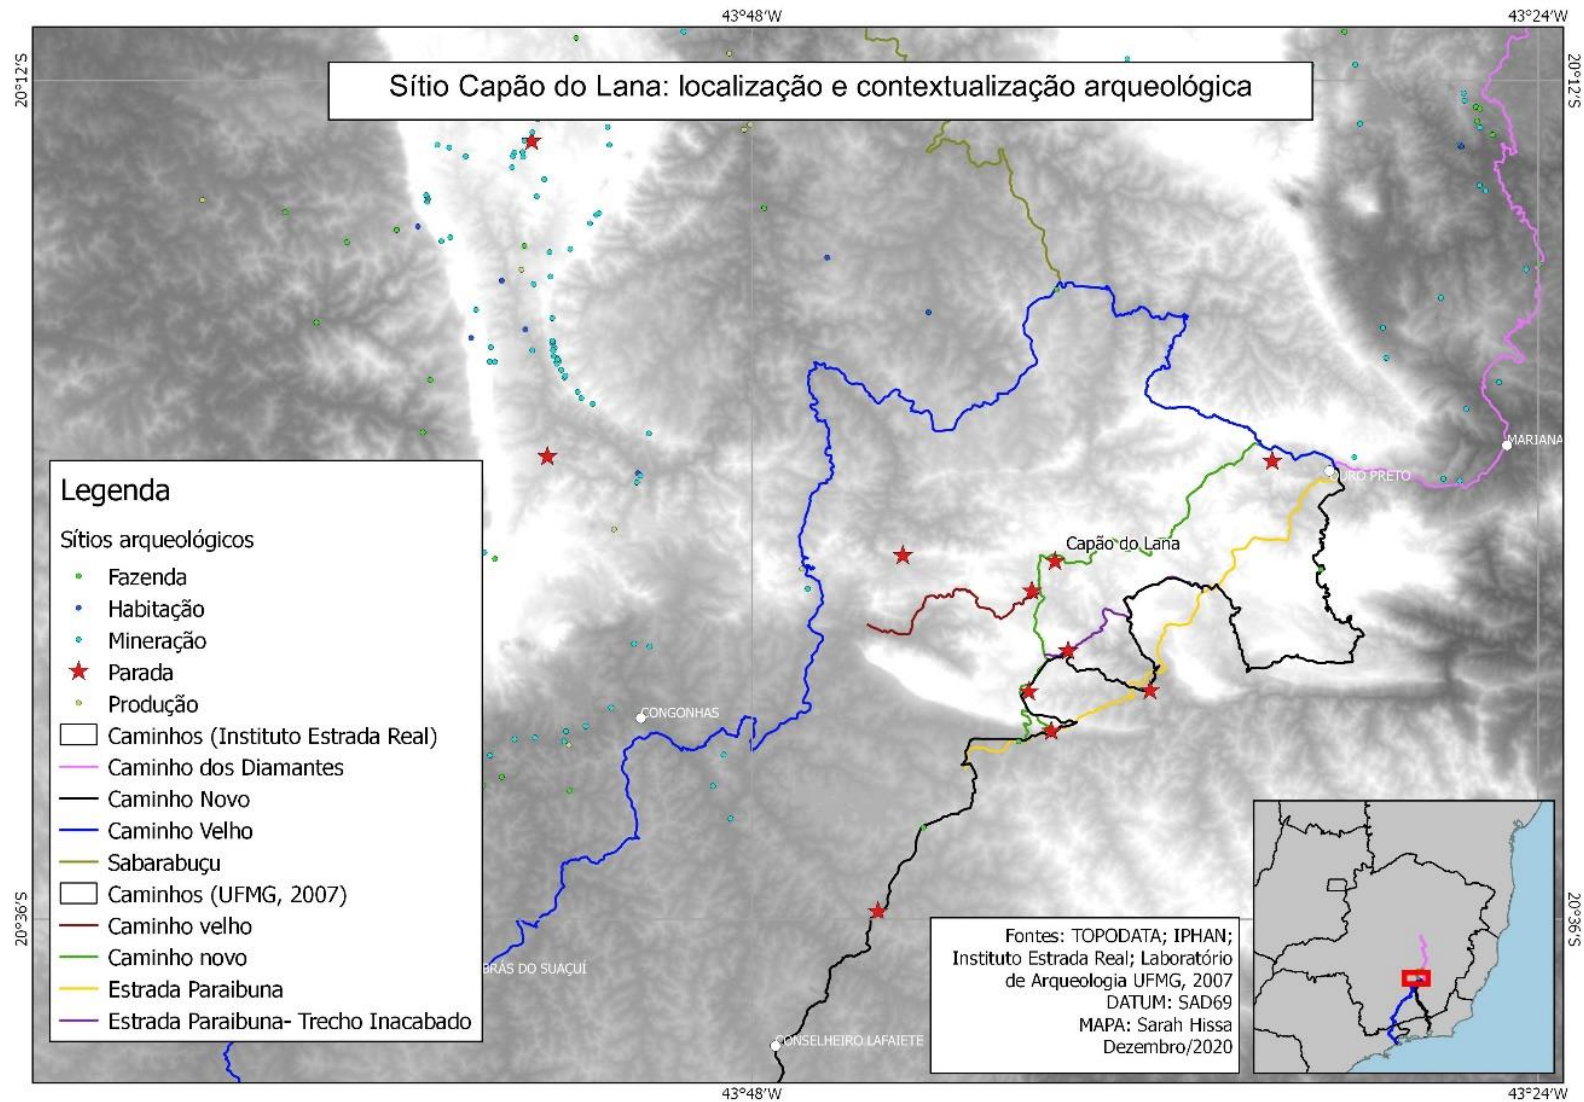 43°48'W
43°24'W
20°12'S
20°12'S
Sítio Capão do Lana: localização e contextualização arqueológica
MARIANA
OURO PRETO
Capão do Lana
CONGONHAS
BRÁS DO SUAÇUÍ
CONSELHEIRO LAFAIETE
Legenda
Sítios arqueológicos
Fazenda
Habitação
Mineração
Parada
Produção
Caminhos (Instituto Estrada Real)
Caminho dos Diamantes
Caminho Novo
Caminho Velho
Sabarabuçu
Caminhos (UFMG, 2007)
Caminho velho
Caminho novo
Estrada Paraibuna
Estrada Paraibuna- Trecho Inacabado
Fontes: TOPODATA; IPHAN;
Instituto Estrada Real; Laboratório
de Arqueologia UFMG, 2007
DATUM: SAD69
MAPA: Sarah Hissa
Dezembro/2020
20°36'S
20°36'S
43°48'W
43°24'W